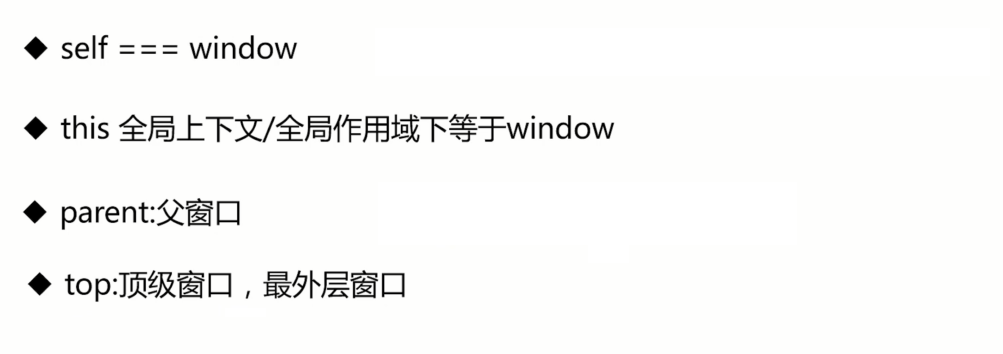 ◆ self === window
◆ this 全局上下文/全局作用域下等于window
◆ parent:父窗口
◆ top:顶级窗口，最外层窗口